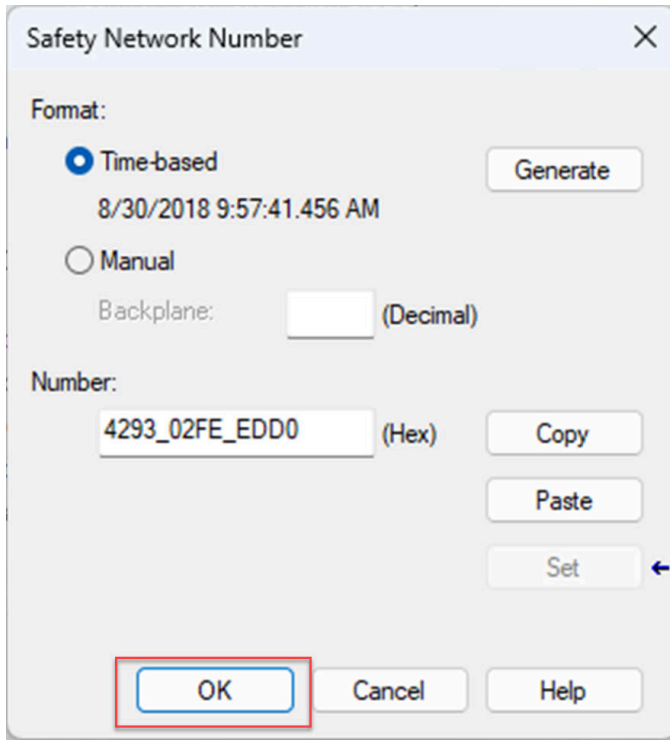 Safety Network Number
Format:
Time-based
Generate
8/30/2018 9:57:41.456 AM
Manual
Backplane:
(Decimal)
Number:
4293_02FE_EDD0
(Hex)
Copy
Paste
Set
OK
Cancel
Help